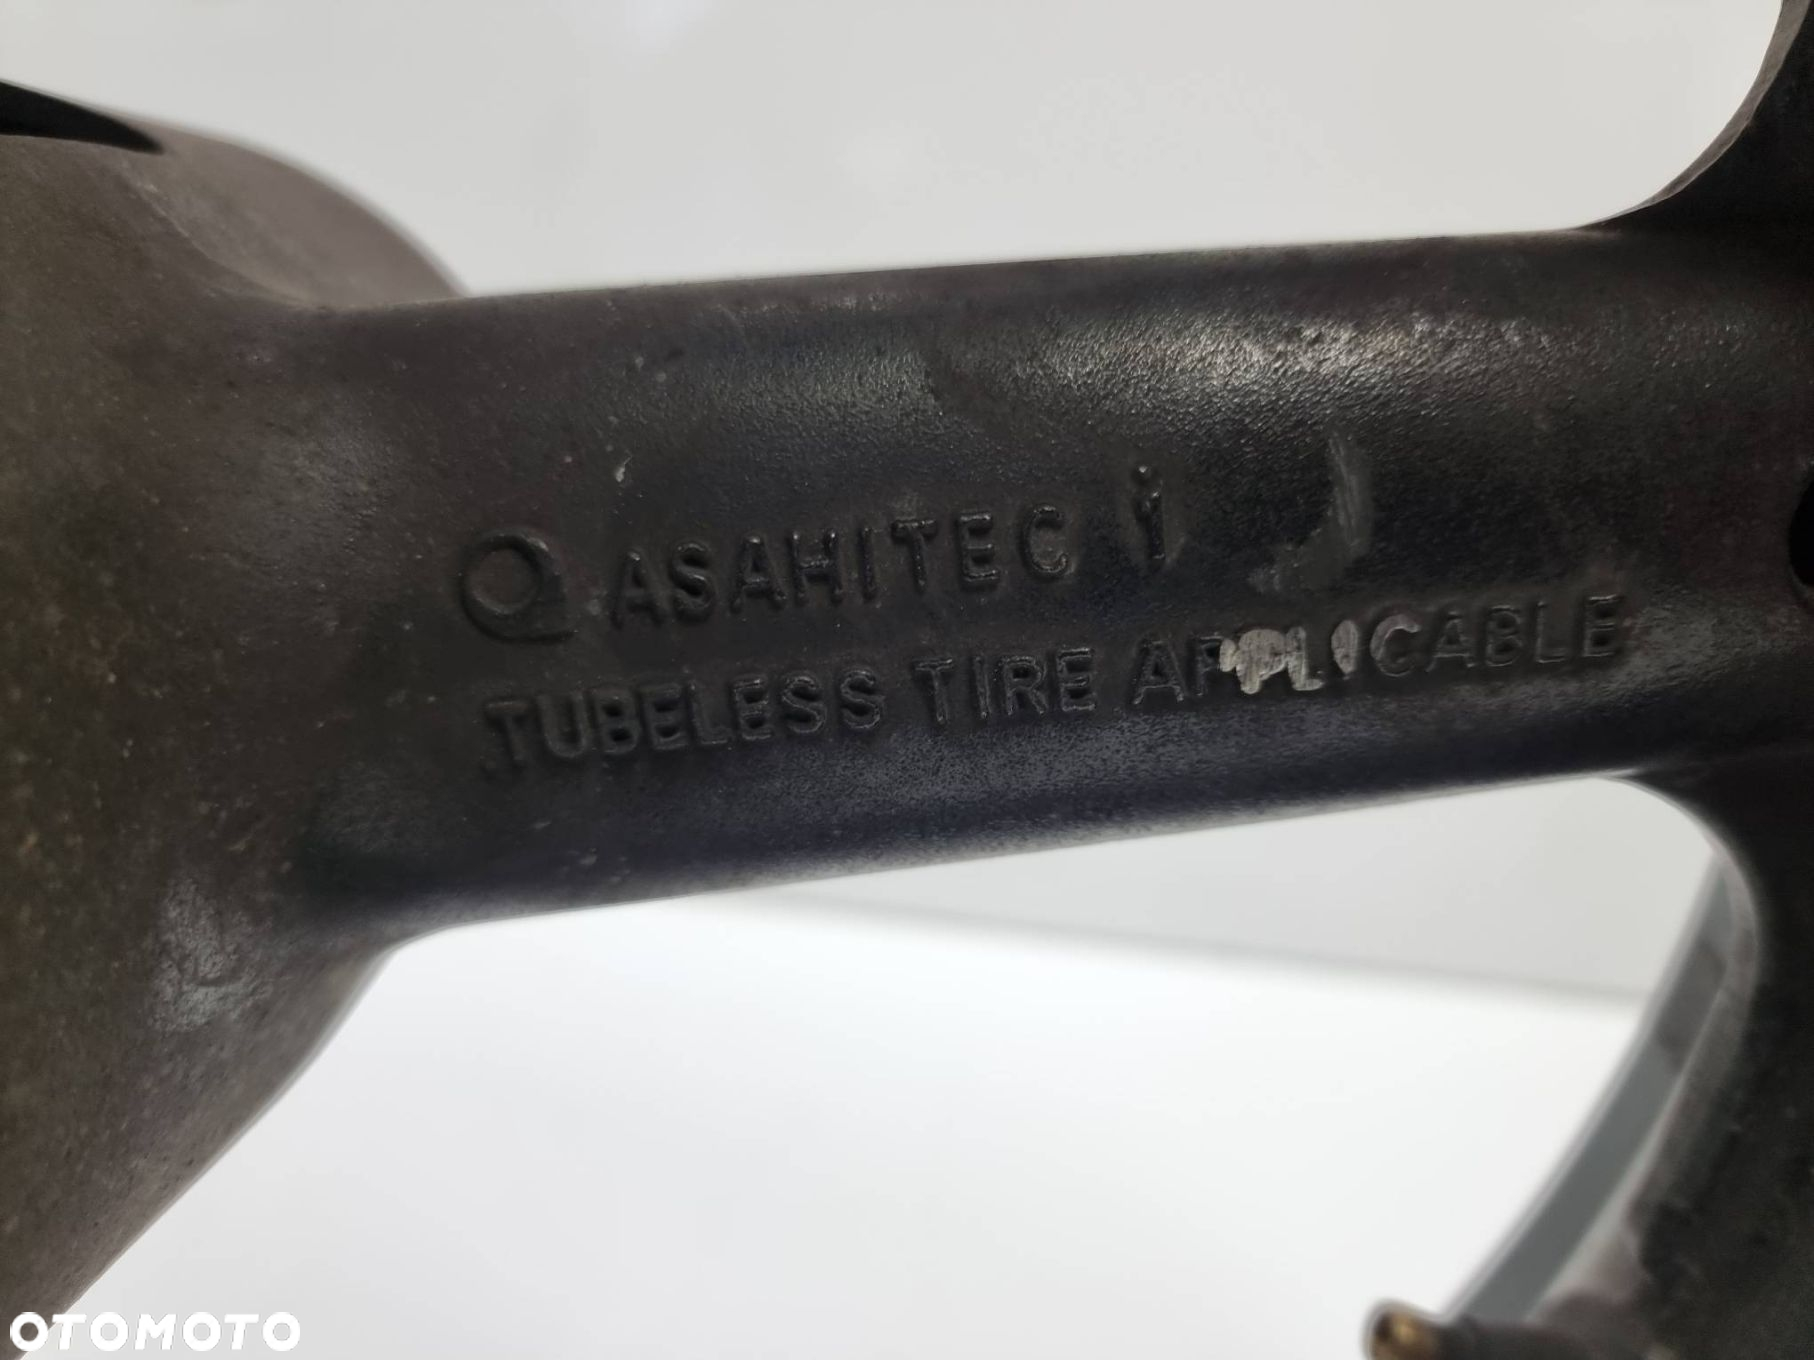 ASAHITEC i
TUBELESS TIRE APPLICABLE
OTOMOTO